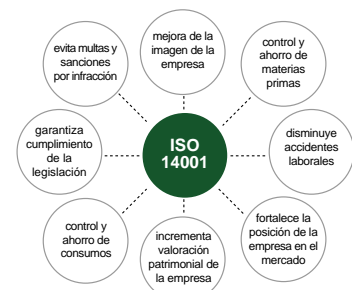 mejora de la
imagen de la
empresa
control y
ahorro de
materias
primas
disminuye
accidentes
laborales
fortalece la
posición de la
empresa en el
mercado
incrementa
valoración
patrimonial de
la empresa
control y
ahorro de
consumos
garantiza
cumplimiento
de la
legislación
evita multas y
sanciones
por infracción
ISO
14001